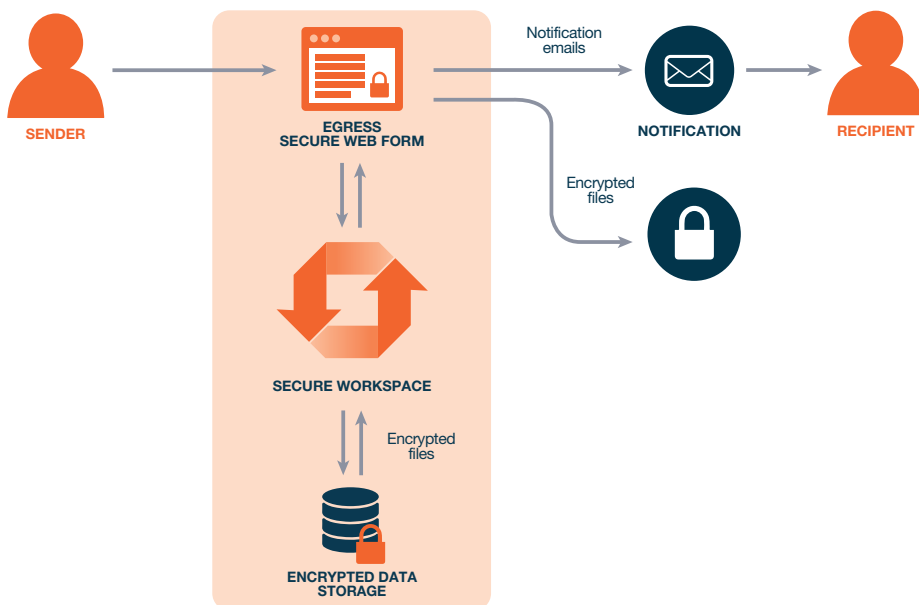 Notification
emails
SENDER
EGRESS
SECURE WEB FORM
NOTIFICATION
RECIPIENT
Encrypted
files
SECURE WORKSPACE
Encrypted
files
ENCRYPTED DATA
STORAGE